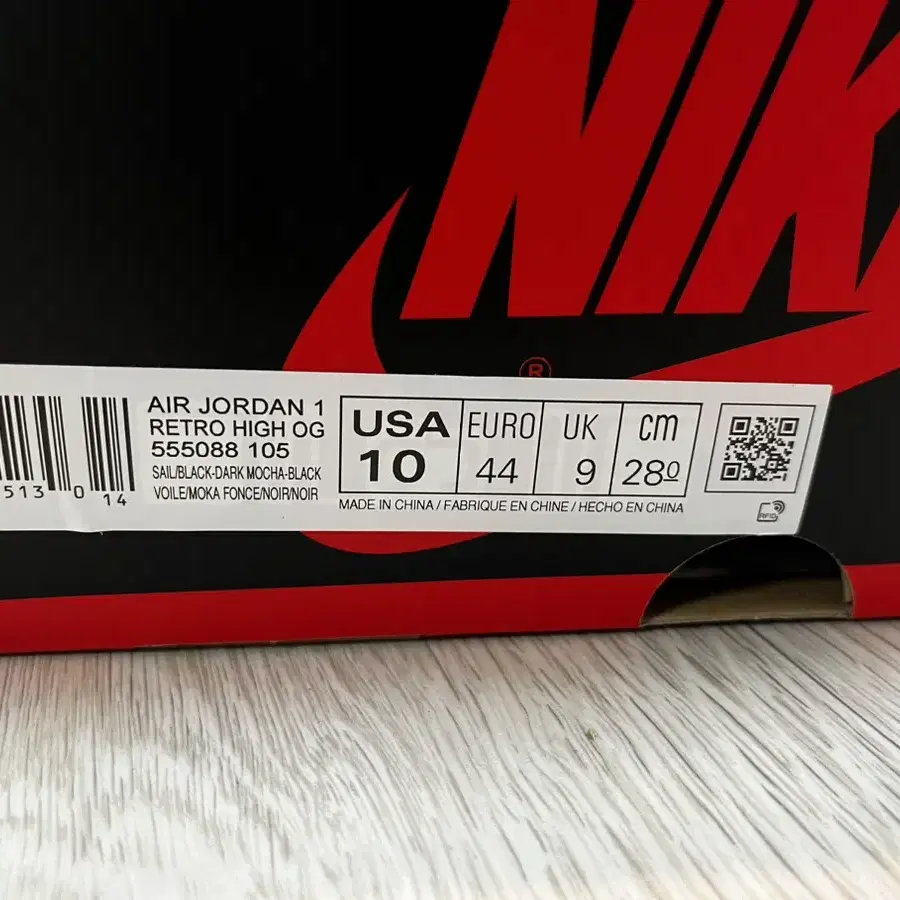 NIK
®
AIR JORDAN 1
RETRO HIGH OG
555088 105
SAIL/BLACK-DARK MOCHA-BLACK
VOILE/MOKA FONCE/NOIR/NOIR
USA
10
EURO
44
UK
9
cm
28.0
MADE IN CHINA / FABRIQUE EN CHINE / HECHO EN CHINA
513 0 14
RFID